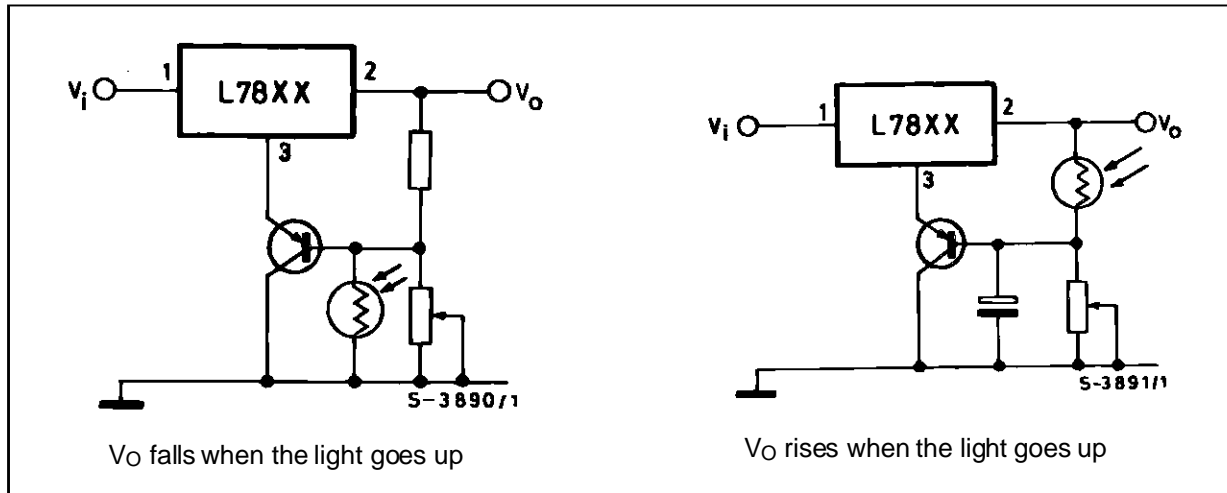 1
2
Vi
L78XX
Vo
3
S-3890/1
VO falls when the light goes up
1
2
Vi
L78XX
Vo
3
S-3891/1
VO rises when the light goes up